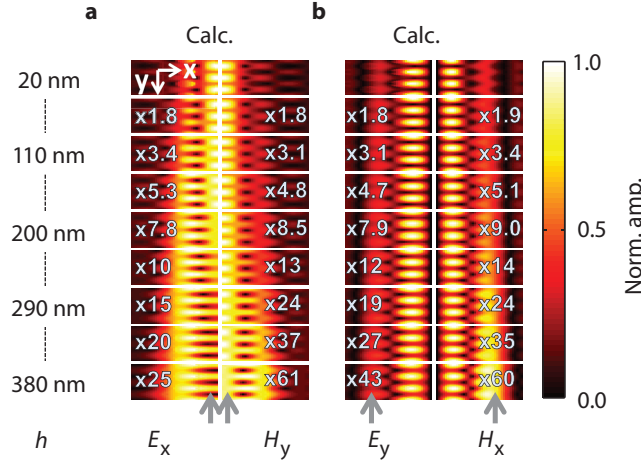 a b
Calc. Calc.
y x
20 nm
x1.8 x1.8 x1.8 x1.9
110 nm x3.4 x3.1 x3.1 x3.4
x5.3 x4.8 x4.7 x5.1
200 nm x7.8 x8.5 x7.9 x9.0
x10 x13 x12 x14
290 nm x15 x24 x19 x24
x20 x37 x27 x35
380 nm x25 x61 x43 x60
h Ex Hy Ey Hx
1.0
0.5
0.0
Norm. amp.